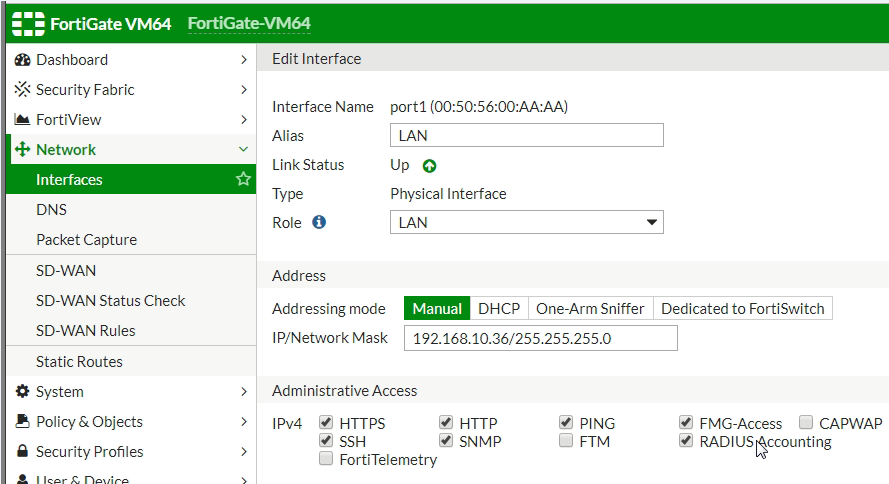 FortiGate VM64 FortiGate-VM64
Dashboard
Security Fabric
FortiView
Network
Interfaces
DNS
Packet Capture
SD-WAN
SD-WAN Status Check
SD-WAN Rules
Static Routes
System
Policy & Objects
Security Profiles
User & Device
Edit Interface
Interface Name port1 (00:50:56:00:AA:AA)
Alias LAN
Link Status Up
Type Physical Interface
Role LAN
Address
Addressing mode Manual DHCP One-Arm Sniffer Dedicated to FortiSwitch
IP/Network Mask 192.168.10.36/255.255.255.0
Administrative Access
IPv4 HTTPS HTTP PING FMG-Access CAPWAP
SSH SNMP FTM RADIUS Accounting
FortiTelemetry